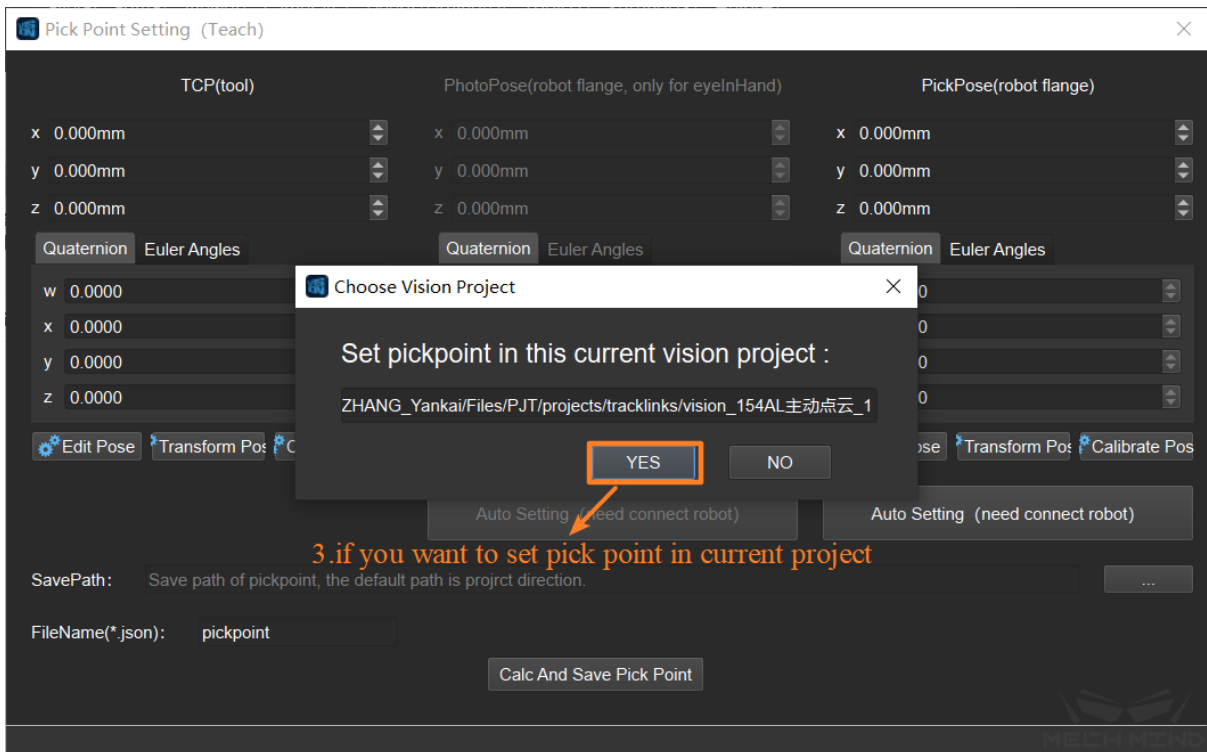 Pick Point Setting (Teach)
TCP(tool)
PhotoPose(robot flange, only for eyeInHand)
PickPose(robot flange)
x 0.000mm
x 0.000mm
x 0.000mm
y 0.000mm
y 0.000mm
y 0.000mm
z 0.000mm
z 0.000mm
z 0.000mm
Quaternion Euler Angles
Quaternion Euler Angles
Quaternion Euler Angles
w 0.0000
x 0.0000
y 0.0000
z 0.0000
Choose Vision Project
Set pickpoint in this current vision project :
ZHANG_Yankai/Files/PJT/projects/tracklinks/vision_154AL主动点云_1
YES
NO
0
0
0
0
Edit Pose
Transform Pos
C
ose
Transform Pos
Calibrate Pos
Auto Setting (need connect robot)
Auto Setting (need connect robot)
3.if you want to set pick point in current project
SavePath:
Save path of pickpoint, the default path is projrct direction.
...
FileName(*.json):
pickpoint
Calc And Save Pick Point
MECH MIND